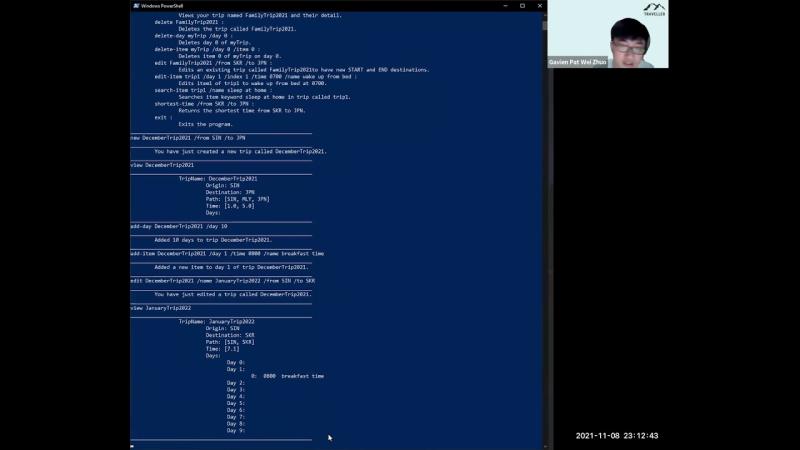 Windows PowerShell
Views your trip named FamilyTrip2021 and their detail.
delete FamilyTrip2021 :
Deletes the trip called FamilyTrip2021.
delete-day myTrip /day 0 :
Deletes day 0 of myTrip.
delete-item myTrip /day 0 /item 0 :
Deletes item 0 of myTrip on day 0.
edit FamilyTrip2021 /from SKR /to JPN :
Edits an existing trip called FamilyTrip2021to have new START and END destinations.
edit-item trip1 /day 1 /index 1 /time 0700 /name wake up from bed :
Edits item1 of trip1 to wake up from bed at 0700.
search-item trip1 /name sleep at home :
Searches item keyword sleep at home in trip called trip1.
shortest-time /from SKR /to JPN :
Returns the shortest time from SKR to JPN.
exit :
Exits the program.
new DecemberTrip2021 /from SIN /to JPN
You have just created a new trip called DecemberTrip2021.
view DecemberTrip2021
TripName: DecemberTrip2021
Origin: SIN
Destination: JPN
Path: [SIN, MLY, JPN]
Time: [1.0, 5.0]
Days:
add-day DecemberTrip2021 /day 10
Added 10 days to trip DecemberTrip2021.
add-item DecemberTrip2021 /day 1 /time 0800 /name breakfast time
Added a new item to day 1 of trip DecemberTrip2021.
edit DecemberTrip2021 /name JanuaryTrip2022 /from SIN /to SKR
You have just edited a trip called DecemberTrip2021.
view JanuaryTrip2022
TripName: JanuaryTrip2022
Origin: SIN
Destination: SKR
Path: [SIN, SKR]
Time: [7.1]
Days:
Day 0:
Day 1:
0: 0800 breakfast time
Day 2:
Day 3:
Day 4:
Day 5:
Day 6:
Day 7:
Day 8:
Day 9:
TRAVELLER
Gavien Pot Wei Zhuo
2021-11-08 23:12:43